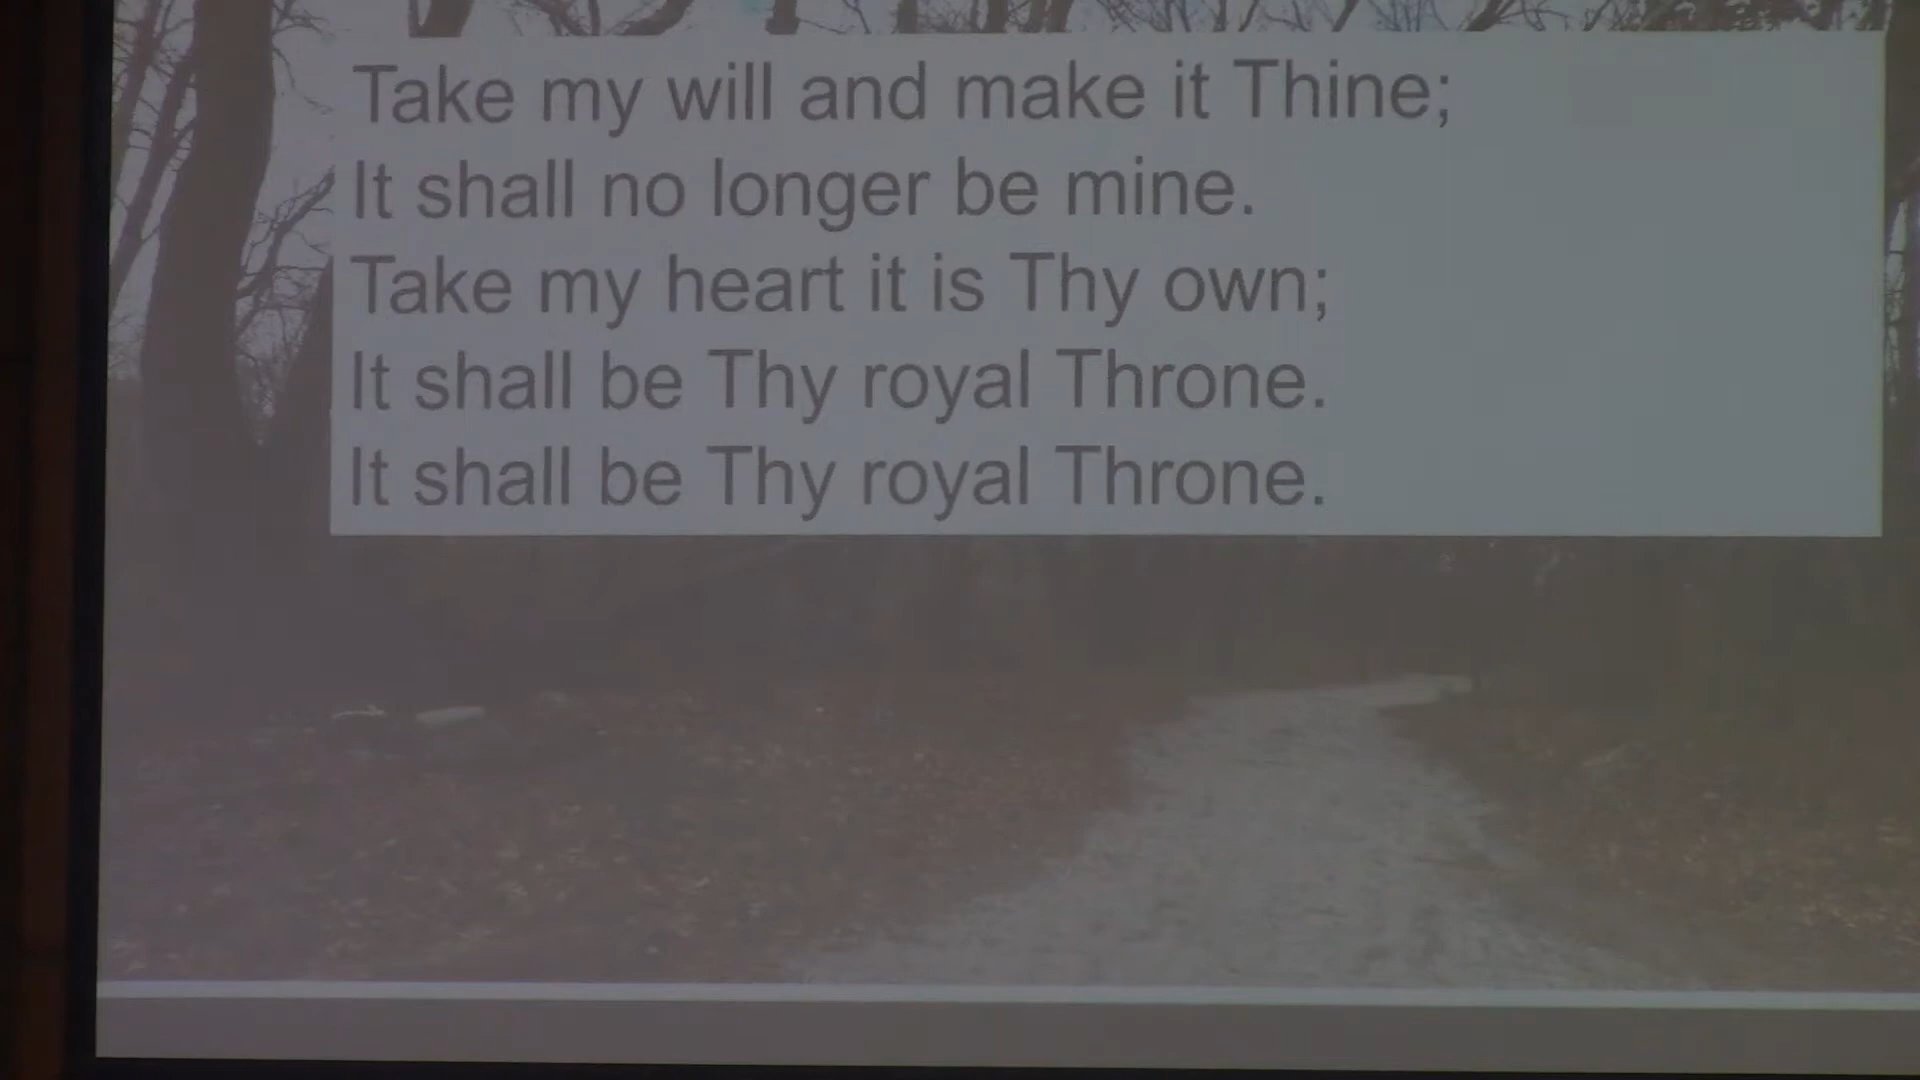 Take my will and make it Thine;
It shall no longer be mine.
Take my heart it is Thy own;
It shall be Thy royal Throne.
It shall be Thy royal Throne.